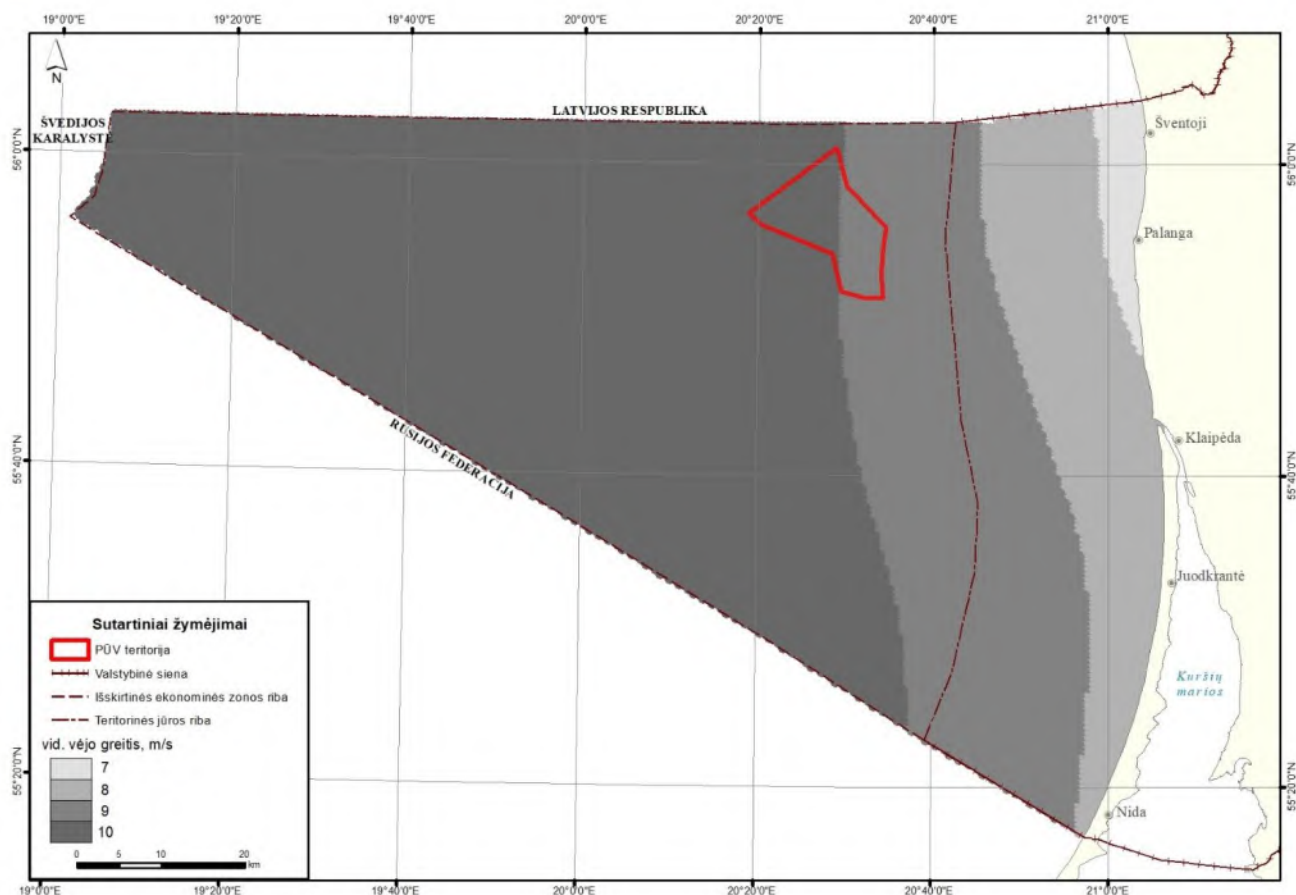 19°0'0"E
19°20'0"E
19°40'0"E
20°0'0"E
20°20'0"E
20°40'0"E
21°0'0"E
N
ŠVEDIJOS
KARALYSTĖ
LATVIJOS RESPUBLIKA
56°0'0"N
56°0'0"N
Šventoji
Palanga
Klaipėda
55°40'0"N
55°40'0"N
RUSIJOS FEDERACIJA
Juodkrantė
Kuršių
marios
55°20'0"N
55°20'0"N
Nida
Sutartiniai žymėjimai
PŪV teritorija
Valstybinė siena
Išskirtinės ekonominės zonos riba
Teritorinės jūros riba
vid. vėjo greitis, m/s
7
8
9
10
0 5 10 20
km
19°0'0"E
19°20'0"E
19°40'0"E
20°0'0"E
20°20'0"E
20°40'0"E
21°0'0"E